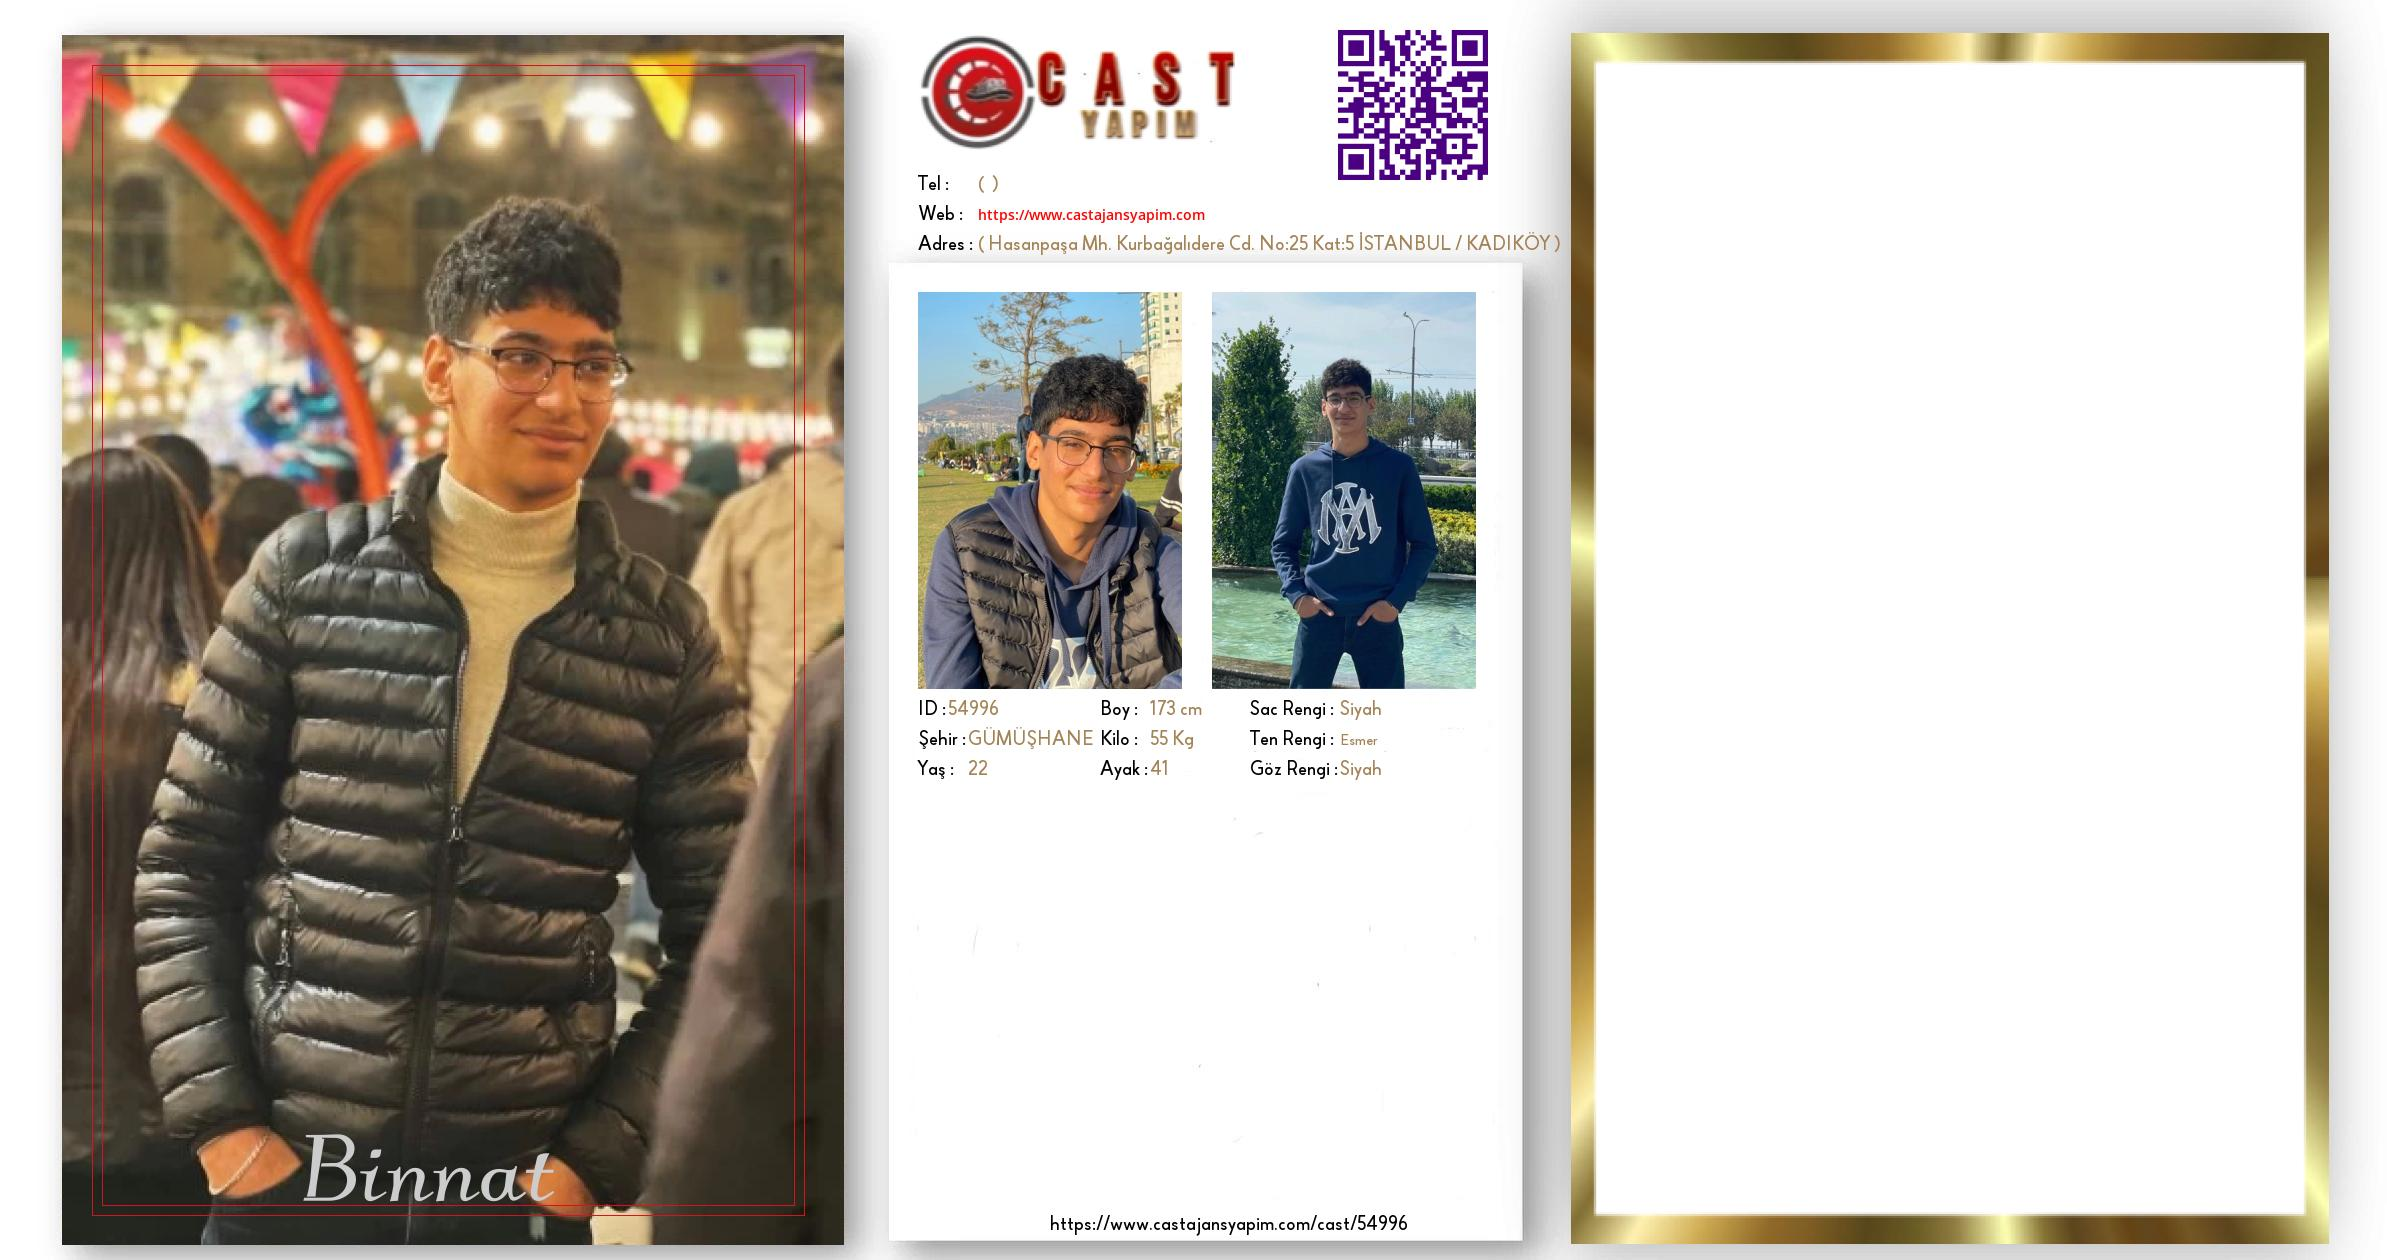 Binnat
CAST
YAPIM
Tel : ( )
Web : https://www.castajansyapim.com
Adres : ( Hasanpaşa Mh. Kurbağalıdere Cd. No:25 Kat:5 İSTANBUL / KADIKÖY )
ID : 54996 Boy : 173 cm Sac Rengi : Siyah
Şehir : GÜMÜŞHANE Kilo : 55 Kg Ten Rengi : Esmer
Yaş : 22 Ayak : 41 Göz Rengi : Siyah
https://www.castajansyapim.com/cast/54996